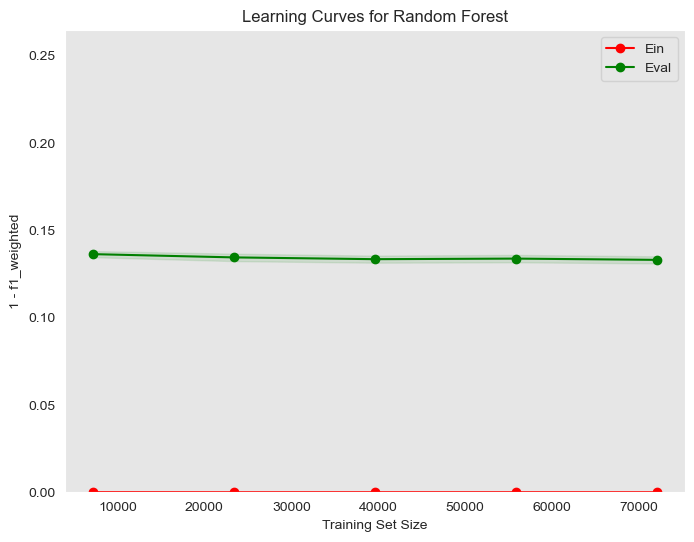 Learning Curves for Random Forest
Ein
Eval
1 - f1_weighted
0.25
0.20
0.15
0.10
0.05
0.00
10000 20000 30000 40000 50000 60000 70000
Training Set Size